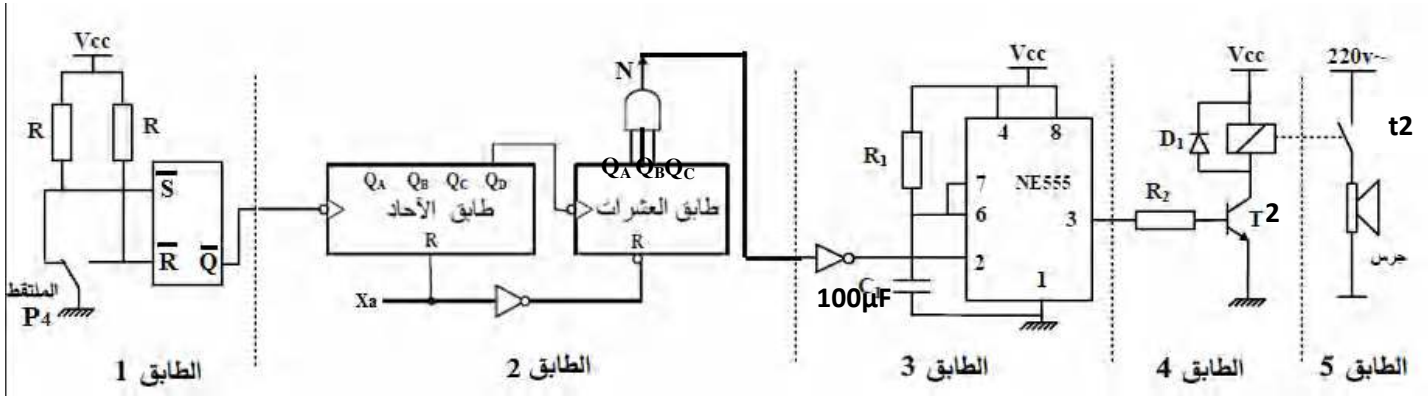 Vcc
R
R
S̅
R̅
Q̅
الملتقط
P4
الطابق 1
N
QA QB QC
QA QB QC QD
طابق الآحاد
R
طابق العشرات
R
Xa
الطابق 2
Vcc
R1
4
8
7
6
NE555
3
2
1
C1
100µF
الطابق 3
Vcc
D1
R2
T2
الطابق 4
220v~
t2
جرس
الطابق 5